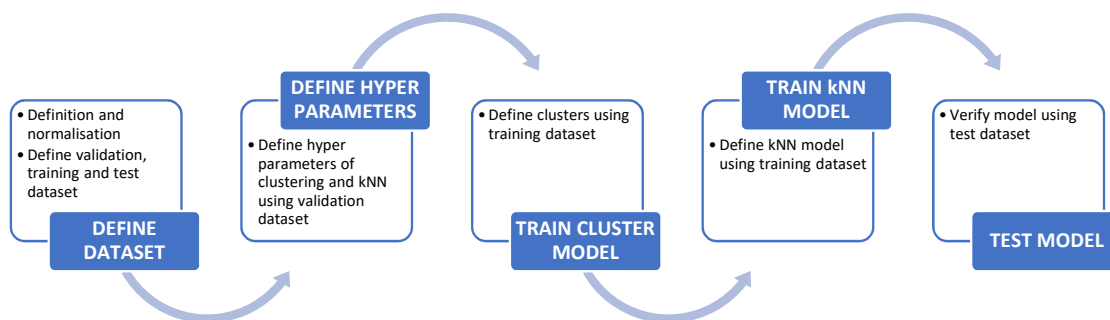 • Definition and
normalisation
• Define validation,
training and test
dataset
DEFINE
DATASET
DEFINE HYPER
PARAMETERS
• Define hyper
parameters of
clustering and kNN
using validation
dataset
• Define clusters using
training dataset
TRAIN CLUSTER
MODEL
TRAIN kNN
MODEL
• Define kNN model
using training dataset
• Verify model using
test dataset
TEST MODEL